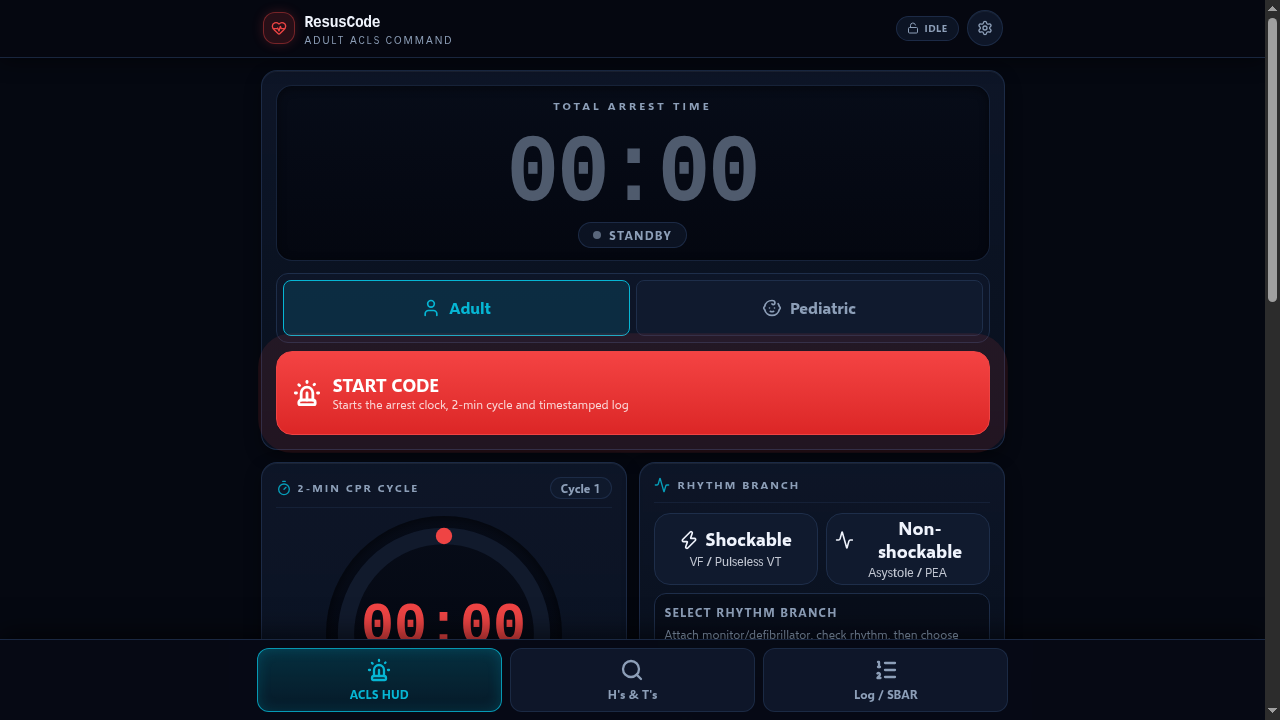 ResusCode
ADULT ACLS COMMAND
IDLE
TOTAL ARREST TIME
00:00
STANDBY
Adult
Pediatric
START CODE
Starts the arrest clock, 2-min cycle and timestamped log
2-MIN CPR CYCLE
Cycle 1
00:00
RHYTHM BRANCH
Shockable
VF / Pulseless VT
Non-
shockable
Asystole / PEA
SELECT RHYTHM BRANCH
Attach monitor/defibrillator, check rhythm, then choose
ACLS HUD
H's & T's
Log / SBAR